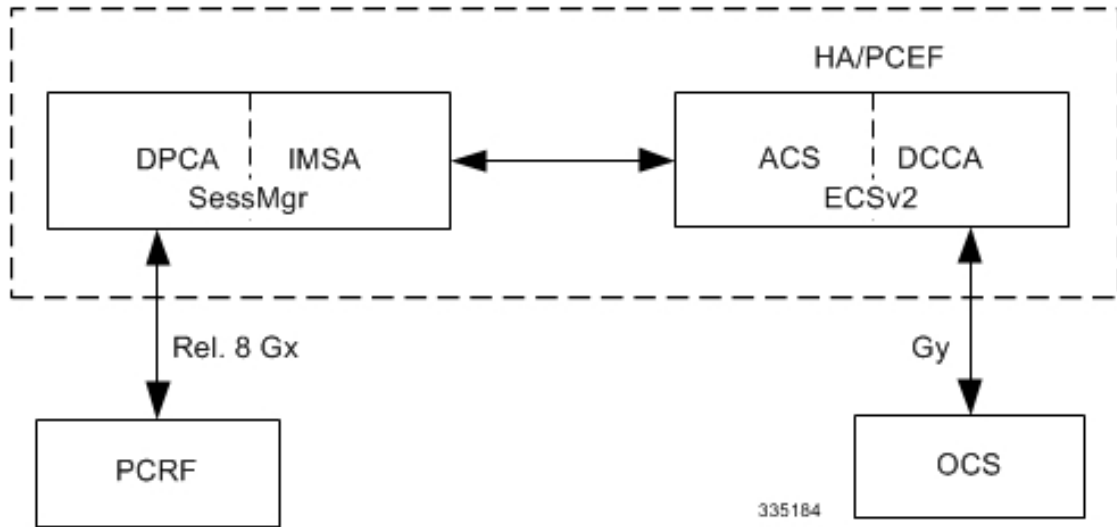 HA/PCEF
DPCA IMSA
SessMgr
ACS DCCA
ECSv2
Rel. 8 Gx
Gy
PCRF
OCS
335184